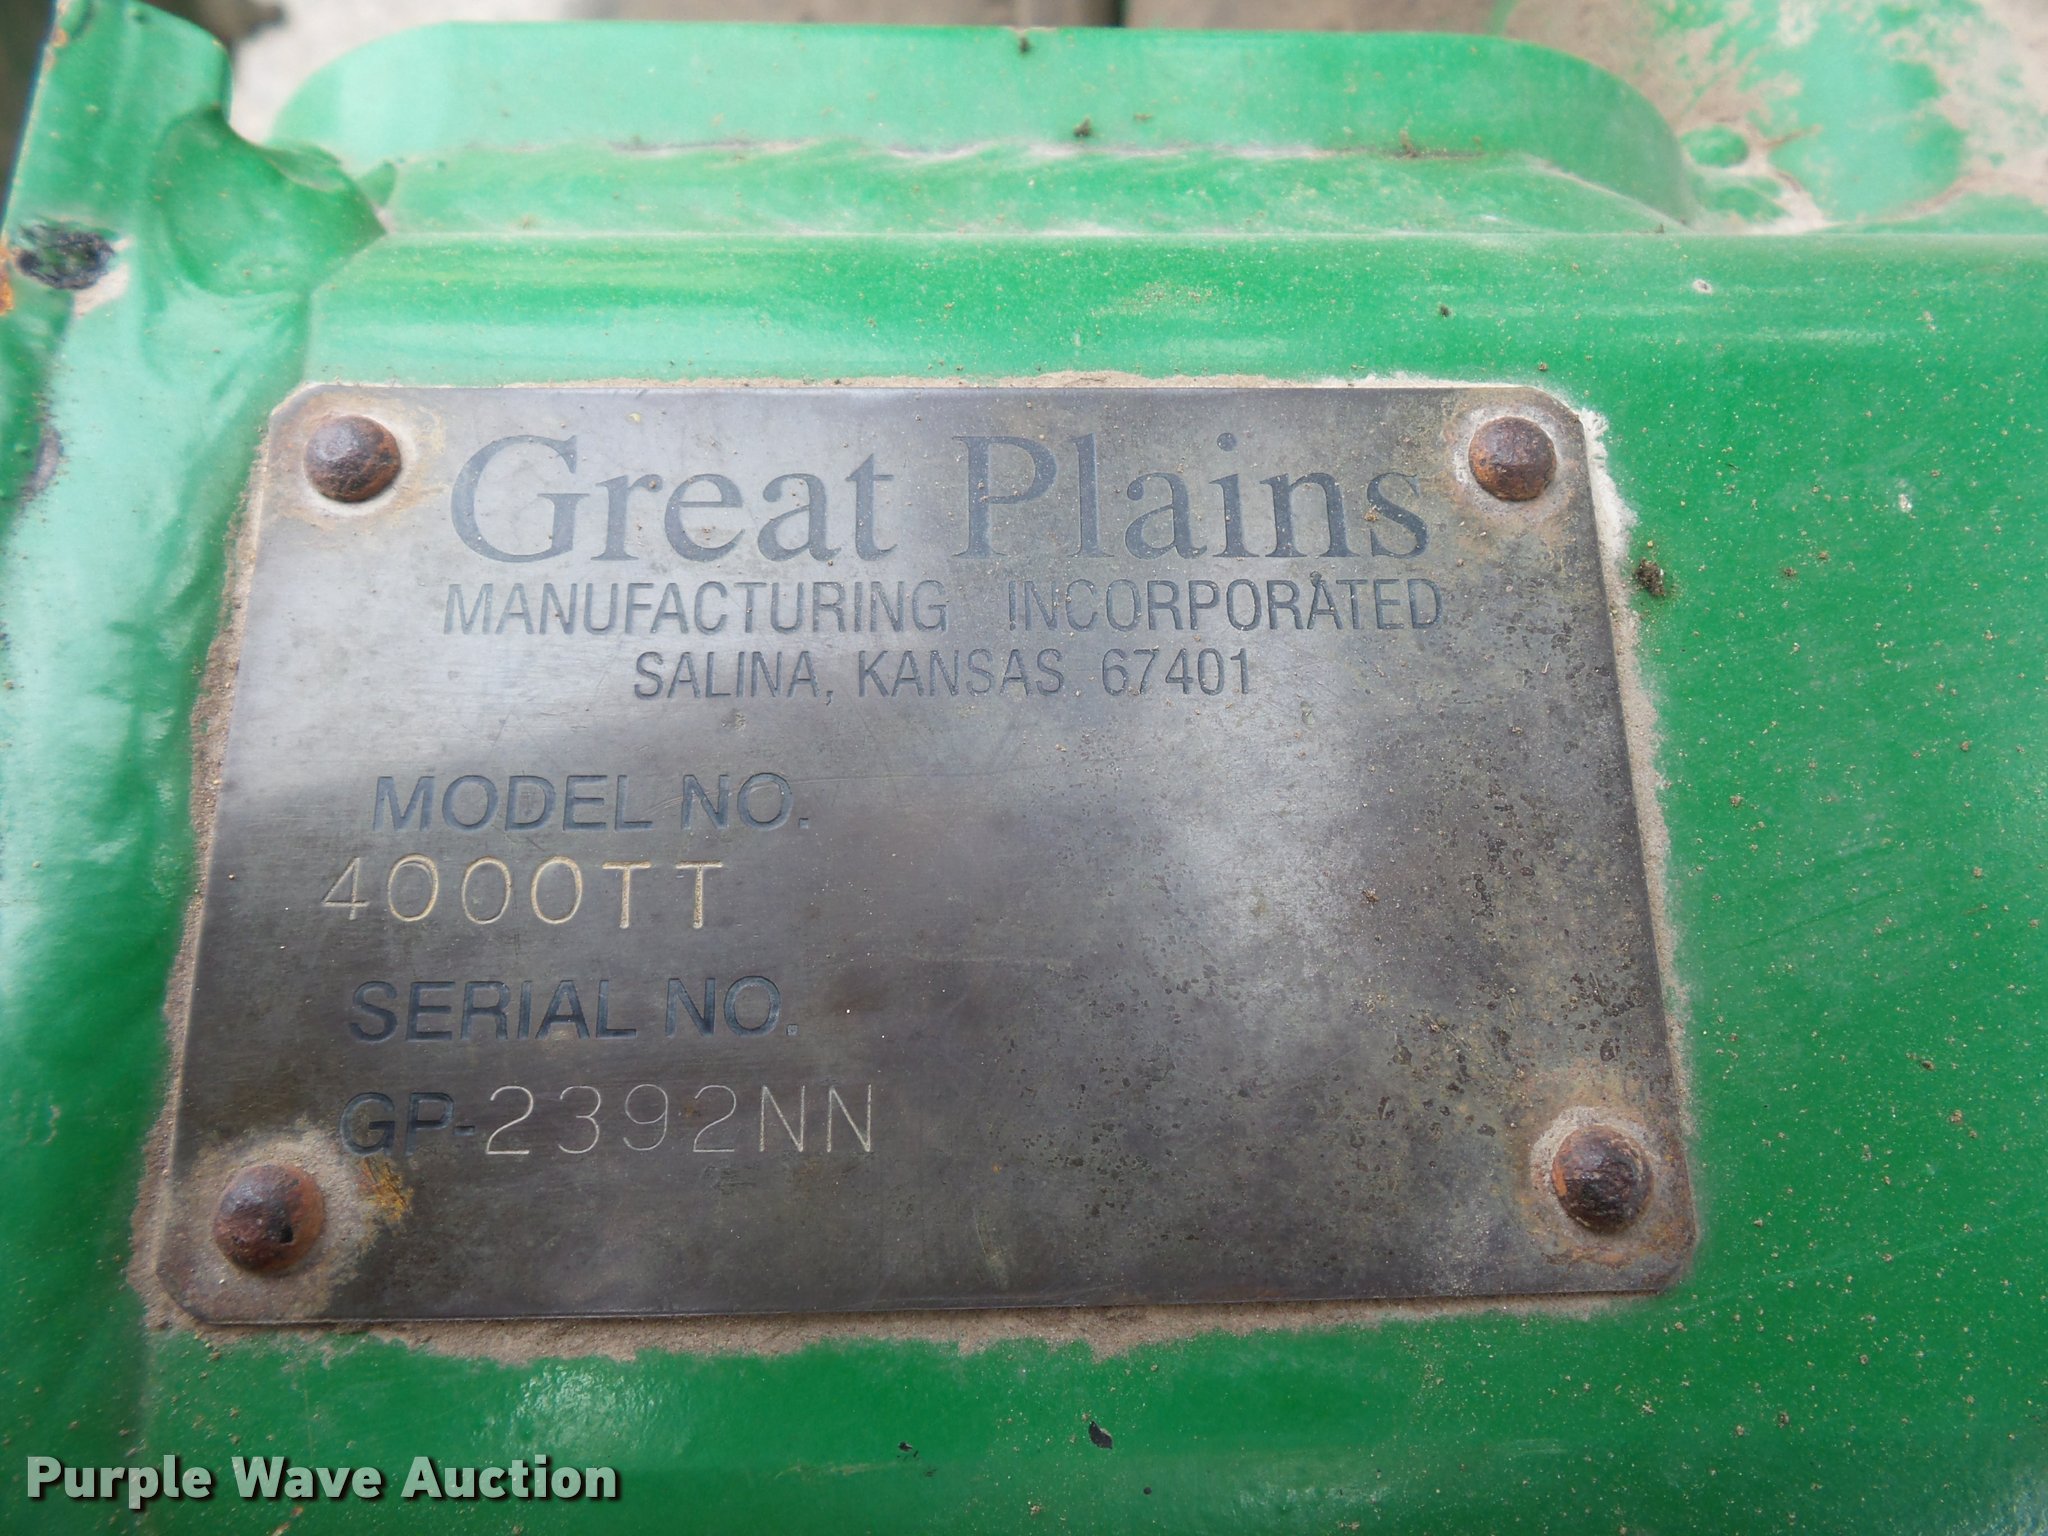 Great Plains
MANUFACTURING INCORPORATED
SALINA, KANSAS 67401
MODEL NO.
4000TT
SERIAL NO.
GP-2392NN
Purple Wave Auction